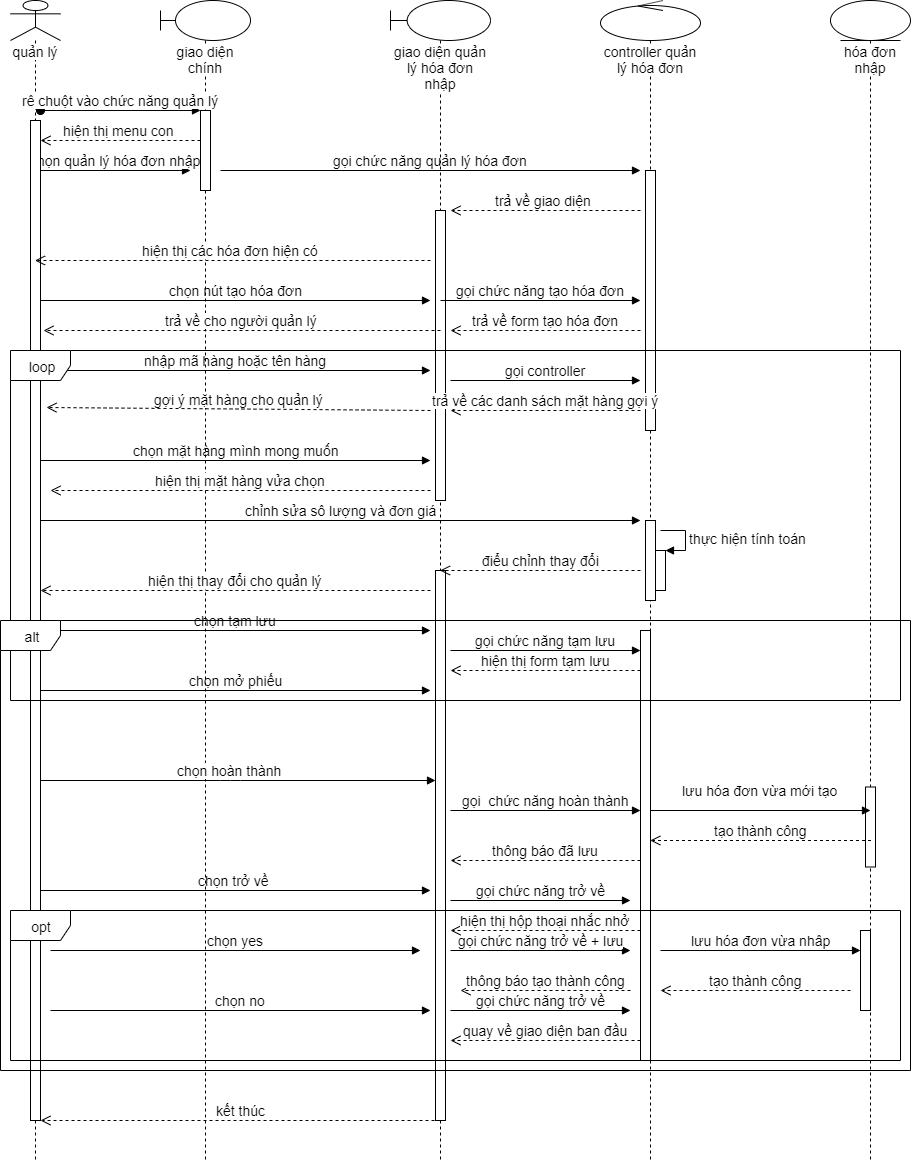 quản lý
giao diện
chính
giao diện quản
lý hóa đơn
nhập
controller quản
lý hóa đơn
hóa đơn
nhập
rê chuột vào chức năng quản lý
hiện thị menu con
họn quản lý hóa đơn nhập
gọi chức năng quản lý hóa đơn
trả về giao diện
hiện thị các hóa đơn hiện có
chọn nút tạo hóa đơn
gọi chức năng tạo hóa đơn
trả về cho người quản lý
trả về form tạo hóa đơn
loop
nhập mã hàng hoặc tên hàng
gọi controller
gợi ý mặt hàng cho quản lý
trả về các danh sách mặt hàng gợi ý
chọn mặt hàng mình mong muốn
hiện thị mặt hàng vửa chọn
chỉnh sửa sô lượng và đơn giá
thực hiện tính toán
điểu chỉnh thay đổi
hiện thị thay đổi cho quản lý
alt
chọn tạm lưu
gọi chức năng tạm lưu
hiện thị form tạm lưu
chọn mở phiếu
chọn hoàn thành
gọi chức năng hoàn thành
lưu hóa đơn vừa mới tạo
tạo thành công
thông báo đã lưu
chọn trở về
gọi chức năng trở về
opt
hiện thị hộp thoại nhắc nhở
chọn yes
gọi chức năng trở về + lưu
lưu hóa đơn vừa nhập
thông báo tạo thành công
tạo thành công
chọn no
gọi chức năng trở về
quay về giao diện ban đầu
kết thúc